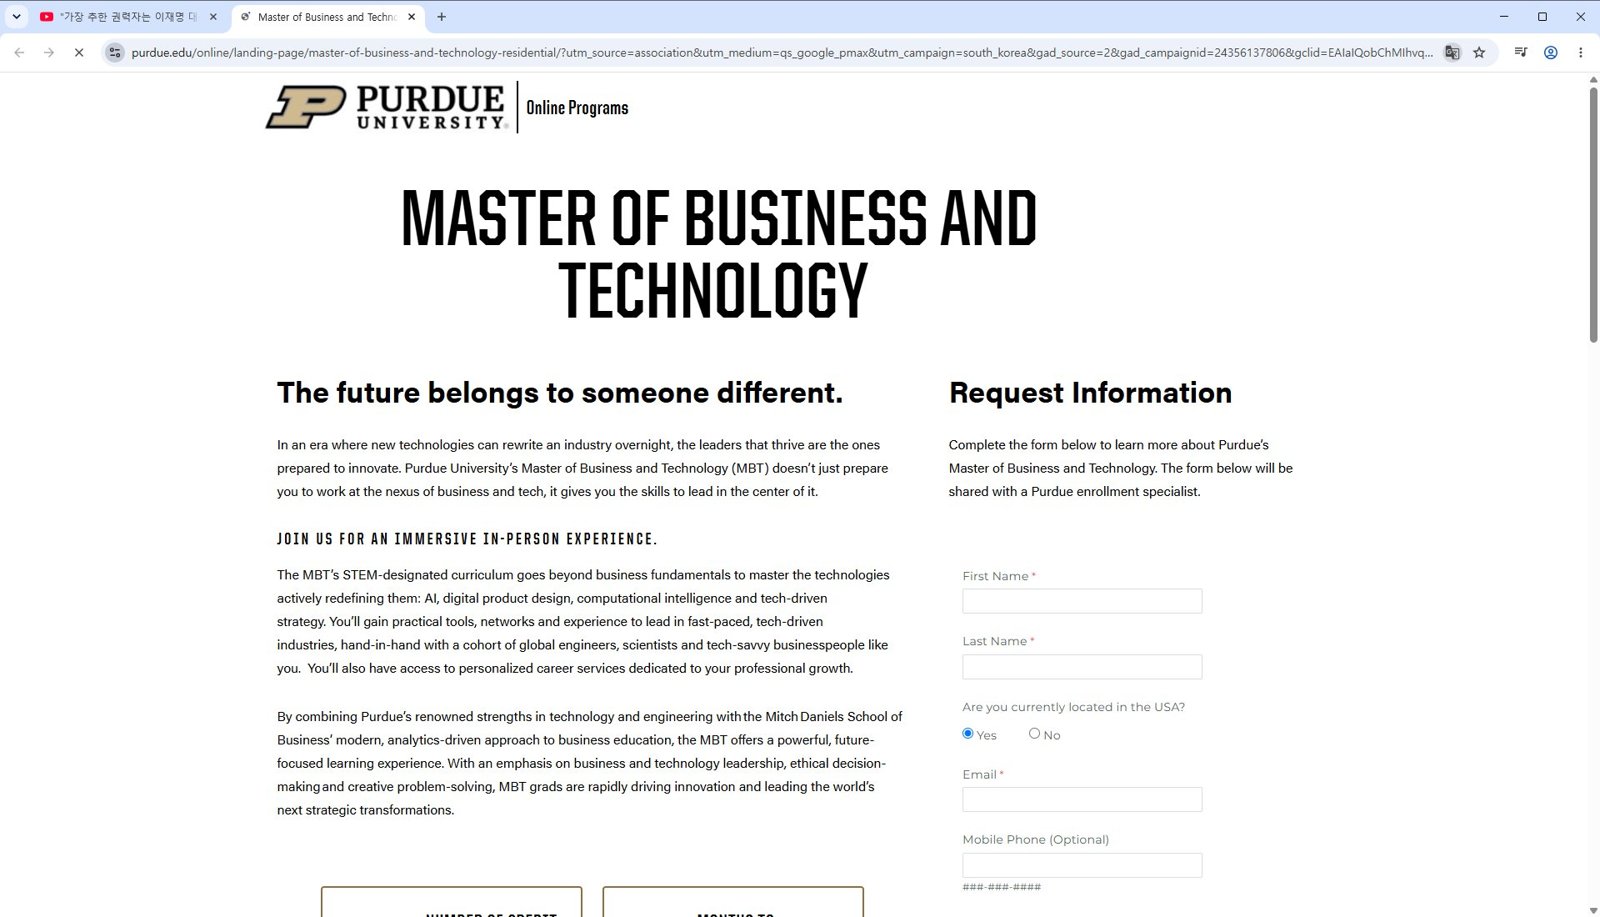 "가장 추한 권력자는 이재명 대
Master of Business and Techno
purdue.edu/online/landing-page/master-of-business-and-technology-residential/?utm_source=association&utm_medium=qs_google_pmax&utm_campaign=south_korea&gad_source=2&gad_campaignid=24356137806&gclid=EAIaIQobChMIhvq...
PURDUE
UNIVERSITY®
Online Programs
MASTER OF BUSINESS AND
TECHNOLOGY
The future belongs to someone different.
In an era where new technologies can rewrite an industry overnight, the leaders that thrive are the ones
prepared to innovate. Purdue University's Master of Business and Technology (MBT) doesn't just prepare
you to work at the nexus of business and tech, it gives you the skills to lead in the center of it.
JOIN US FOR AN IMMERSIVE IN-PERSON EXPERIENCE.
The MBT's STEM-designated curriculum goes beyond business fundamentals to master the technologies
actively redefining them: AI, digital product design, computational intelligence and tech-driven
strategy. You'll gain practical tools, networks and experience to lead in fast-paced, tech-driven
industries, hand-in-hand with a cohort of global engineers, scientists and tech-savvy businesspeople like
you. You'll also have access to personalized career services dedicated to your professional growth.
By combining Purdue's renowned strengths in technology and engineering with the Mitch Daniels School of
Business' modern, analytics-driven approach to business education, the MBT offers a powerful, future-
focused learning experience. With an emphasis on business and technology leadership, ethical decision-
making and creative problem-solving, MBT grads are rapidly driving innovation and leading the world's
next strategic transformations.
NUMBER OF CREDIT
MONTHS TO
Request Information
Complete the form below to learn more about Purdue's
Master of Business and Technology. The form below will be
shared with a Purdue enrollment specialist.
First Name *
Last Name *
Are you currently located in the USA?
Yes No
Email *
Mobile Phone (Optional)
###-###-####